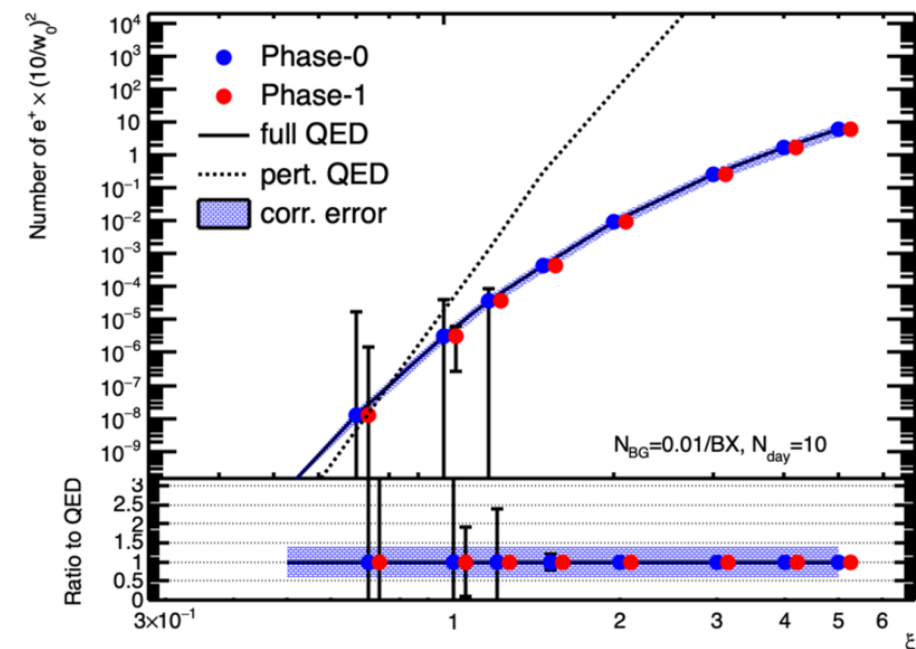 Number of e⁺ × (10/w₀)²
10⁴
10³
10²
10
1
10⁻¹
10⁻²
10⁻³
10⁻⁴
10⁻⁵
10⁻⁶
10⁻⁷
10⁻⁸
10⁻⁹
Phase-0
Phase-1
full QED
pert. QED
corr. error
N_BG=0.01/BX, N_day=10
Ratio to QED
3
2.5
2
1.5
1
0.5
0
3×10⁻¹ 1 2 3 4 5 6
ξ